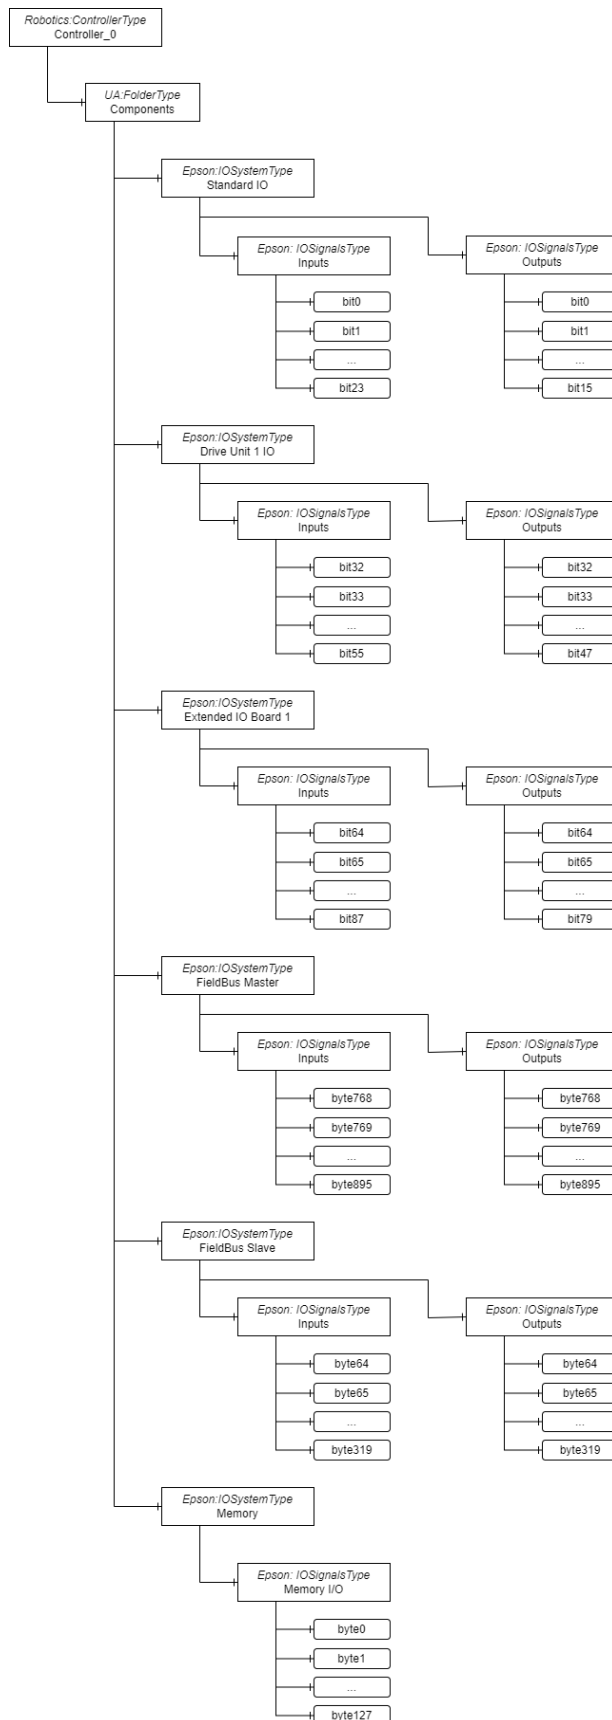 Robotics:ControllerType
Controller_0
UA:FolderType
Components
Epson:IOSystemType
Standard IO
Epson: IOSignalsType
Inputs
bit0
bit1
...
bit23
Epson: IOSignalsType
Outputs
bit0
bit1
...
bit15
Epson:IOSystemType
Drive Unit 1 IO
Epson: IOSignalsType
Inputs
bit32
bit33
...
bit55
Epson: IOSignalsType
Outputs
bit32
bit33
...
bit47
Epson:IOSystemType
Extended IO Board 1
Epson: IOSignalsType
Inputs
bit64
bit65
...
bit87
Epson: IOSignalsType
Outputs
bit64
bit65
...
bit79
Epson:IOSystemType
FieldBus Master
Epson: IOSignalsType
Inputs
byte768
byte769
...
byte895
Epson: IOSignalsType
Outputs
byte768
byte769
...
byte895
Epson:IOSystemType
FieldBus Slave
Epson: IOSignalsType
Inputs
byte64
byte65
...
byte319
Epson: IOSignalsType
Outputs
byte64
byte65
...
byte319
Epson:IOSystemType
Memory
Epson: IOSignalsType
Memory I/O
byte0
byte1
...
byte127